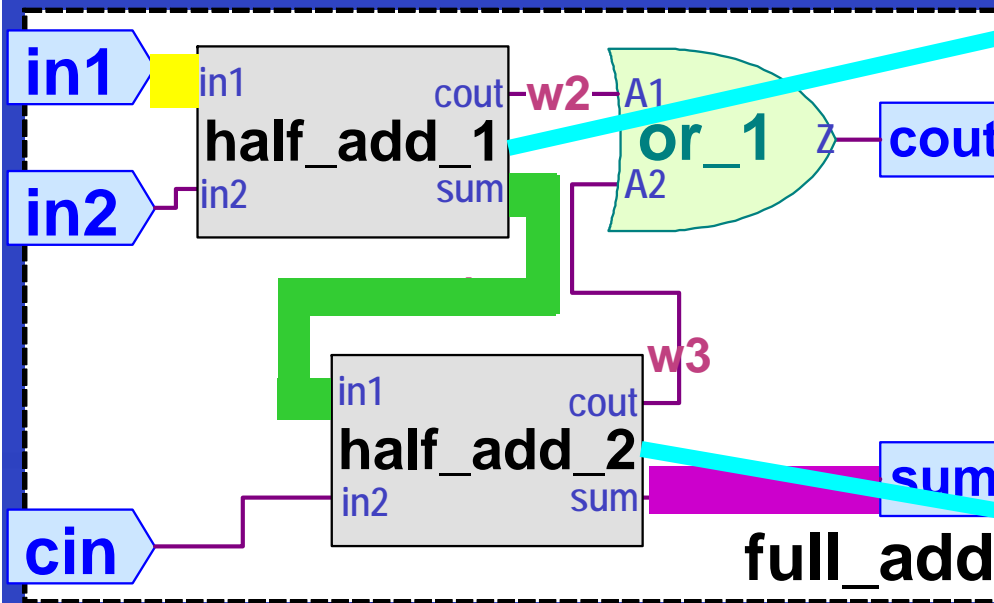 in1
in1
cout
w2
A1
half_add_1
or_1
Z
cout
in2
in2
sum
A2
w3
in1
cout
half_add_2
in2
sum
sum
cin
full_add